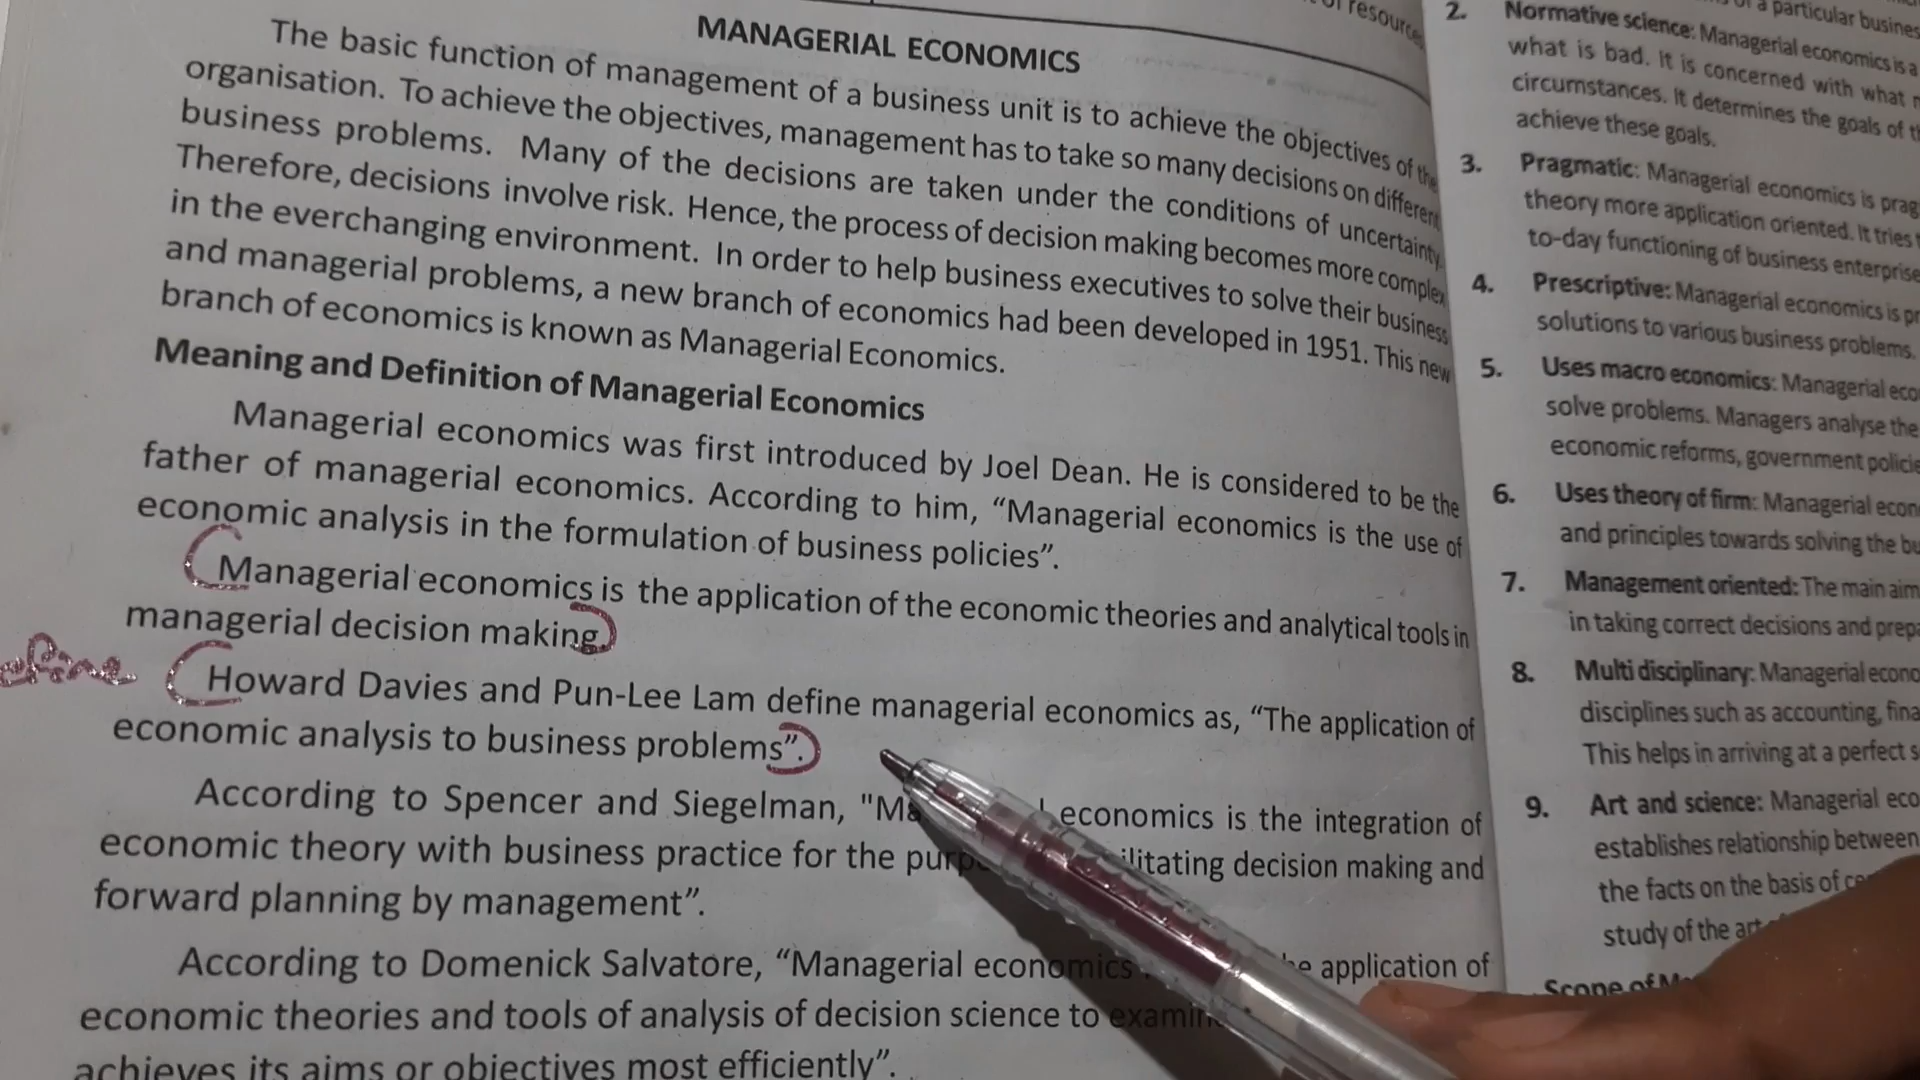 MANAGERIAL ECONOMICS
The basic function of management of a business unit is to achieve the objectives of the
organisation. To achieve the objectives, management has to take so many decisions on different
business problems. Many of the decisions are taken under the conditions of uncertainty.
Therefore, decisions involve risk. Hence, the process of decision making becomes more complex
in the everchanging environment. In order to help business executives to solve their business
and managerial problems, a new branch of economics had been developed in 1951. This new
branch of economics is known as Managerial Economics.
Meaning and Definition of Managerial Economics
Managerial economics was first introduced by Joel Dean. He is considered to be the
father of managerial economics. According to him, “Managerial economics is the use of
economic analysis in the formulation of business policies”.
Managerial economics is the application of the economic theories and analytical tools in
managerial decision making.
Howard Davies and Pun-Lee Lam define managerial economics as, “The application of
economic analysis to business problems”.
According to Spencer and Siegelman, "Ma economics is the integration of
economic theory with business practice for the purp ilitating decision making and
forward planning by management”.
According to Domenick Salvatore, “Managerial economics he application of
economic theories and tools of analysis of decision science to examin
achieves its aims or objectives most efficiently”.
of resource
of a particular busines
2. Normative science: Managerial economics is a
what is bad. It is concerned with what
circumstances. It determines the goals of
achieve these goals.
3. Pragmatic: Managerial economics is prag
theory more application oriented. It tries
to-day functioning of business enterprise
4. Prescriptive: Managerial economics is pr
solutions to various business problems.
5. Uses macro economics: Managerial eco
solve problems. Managers analyse the
economic reforms, government policie
6. Uses theory of firm: Managerial econ
and principles towards solving the bu
7. Management oriented: The main aim
in taking correct decisions and prepa
8. Multi disciplinary: Managerial econo
disciplines such as accounting, fina
This helps in arriving at a perfect s
9. Art and science: Managerial eco
establishes relationship between
the facts on the basis of
study of the art
Scope of M